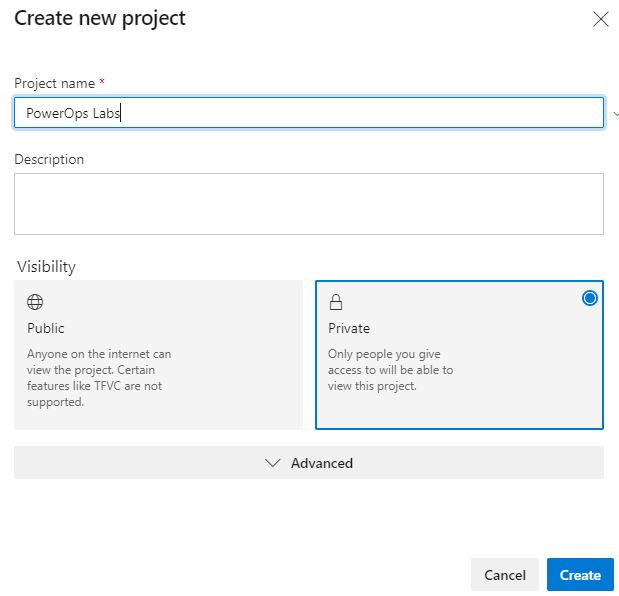 Create new project
Project name *
PowerOps Labs
Description
Visibility
Public
Anyone on the internet can
view the project. Certain
features like TFVC are not
supported.
Private
Only people you give
access to will be able to
view this project.
Advanced
Cancel
Create